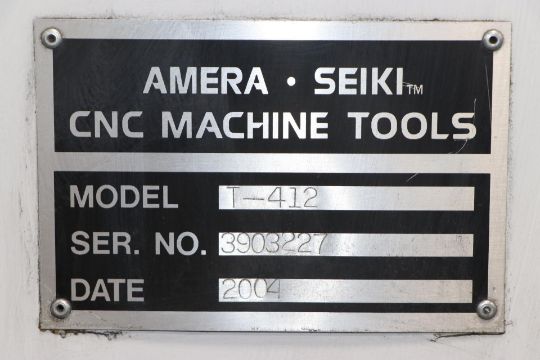 AMERA · SEIKI™
CNC MACHINE TOOLS
MODEL T-412
SER. NO. 3903227
DATE 2004